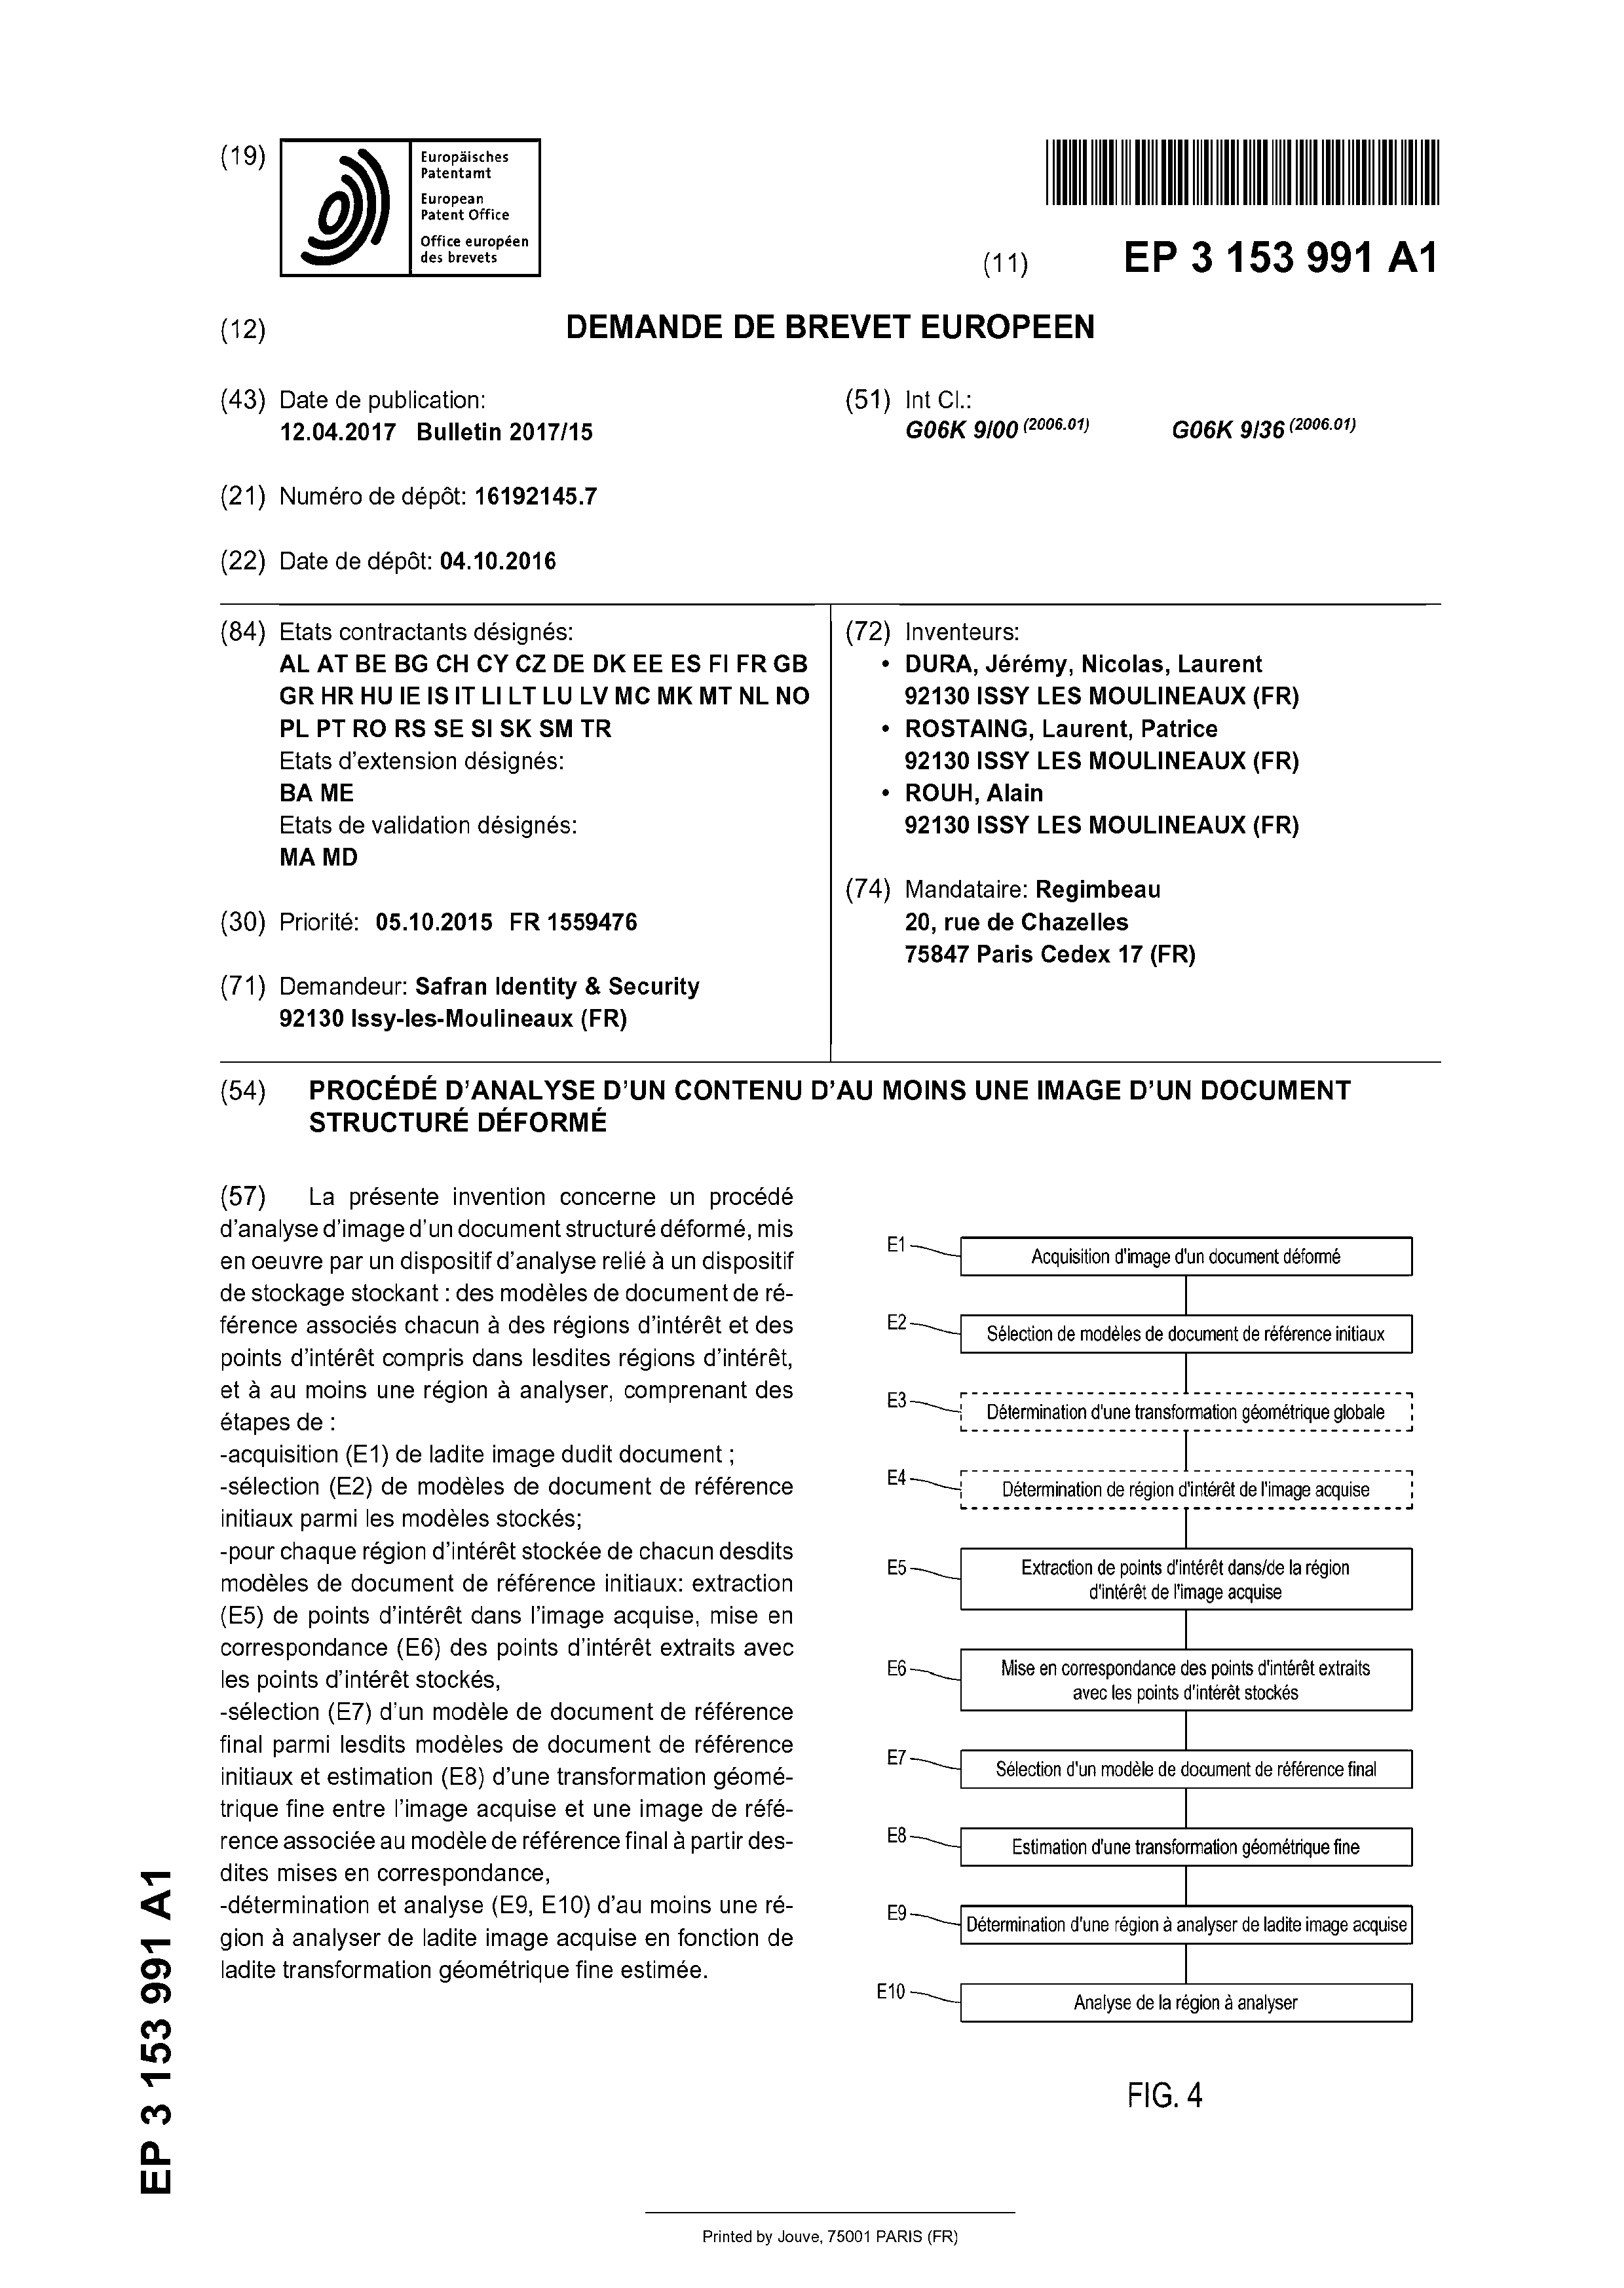 (19)
Europäisches
Patentamt
European
Patent Office
Office européen
des brevets
(11) EP 3 153 991 A1
(12) DEMANDE DE BREVET EUROPEEN
(43) Date de publication:
12.04.2017 Bulletin 2017/15
(21) Numéro de dépôt: 16192145.7
(22) Date de dépôt: 04.10.2016
(51) Int Cl.:
G06K 9/00 (2006.01) G06K 9/36 (2006.01)
(84) Etats contractants désignés:
AL AT BE BG CH CY CZ DE DK EE ES FI FR GB
GR HR HU IE IS IT LI LT LU LV MC MK MT NL NO
PL PT RO RS SE SI SK SM TR
Etats d’extension désignés:
BA ME
Etats de validation désignés:
MA MD
(30) Priorité: 05.10.2015 FR 1559476
(71) Demandeur: Safran Identity & Security
92130 Issy-les-Moulineaux (FR)
(72) Inventeurs:
• DURA, Jérémy, Nicolas, Laurent
92130 ISSY LES MOULINEAUX (FR)
• ROSTAING, Laurent, Patrice
92130 ISSY LES MOULINEAUX (FR)
• ROUH, Alain
92130 ISSY LES MOULINEAUX (FR)
(74) Mandataire: Regimbeau
20, rue de Chazelles
75847 Paris Cedex 17 (FR)
(54) PROCÉDÉ D’ANALYSE D’UN CONTENU D’AU MOINS UNE IMAGE D’UN DOCUMENT
STRUCTURÉ DÉFORMÉ
(57) La présente invention concerne un procédé
d’analyse d’image d’un document structuré déformé, mis
en oeuvre par un dispositif d’analyse relié à un dispositif
de stockage stockant : des modèles de document de ré-
férence associés chacun à des régions d’intérêt et des
points d’intérêt compris dans lesdites régions d’intérêt,
et à au moins une région à analyser, comprenant des
étapes de :
-acquisition (E1) de ladite image dudit document ;
-sélection (E2) de modèles de document de référence
initiaux parmi les modèles stockés;
-pour chaque région d’intérêt stockée de chacun desdits
modèles de document de référence initiaux: extraction
(E5) de points d’intérêt dans l’image acquise, mise en
correspondance (E6) des points d’intérêt extraits avec
les points d’intérêt stockés,
-sélection (E7) d’un modèle de document de référence
final parmi lesdits modèles de document de référence
initiaux et estimation (E8) d’une transformation géomé-
trique fine entre l’image acquise et une image de réfé-
rence associée au modèle de référence final à partir des-
dites mises en correspondance,
-détermination et analyse (E9, E10) d’au moins une ré-
gion à analyser de ladite image acquise en fonction de
ladite transformation géométrique fine estimée.
E1 Acquisition d'image d'un document déformé
E2 Sélection de modèles de document de référence initiaux
E3 Détermination d'une transformation géométrique globale
E4 Détermination de région d'intérêt de l'image acquise
E5 Extraction de points d'intérêt dans/de la région
d'intérêt de l'image acquise
E6 Mise en correspondance des points d'intérêt extraits
avec les points d'intérêt stockés
E7 Sélection d'un modèle de document de référence final
E8 Estimation d'une transformation géométrique fine
E9 Détermination d'une région à analyser de ladite image acquise
E10 Analyse de la région à analyser
FIG. 4
EP 3 153 991 A1
Printed by Jouve, 75001 PARIS (FR)